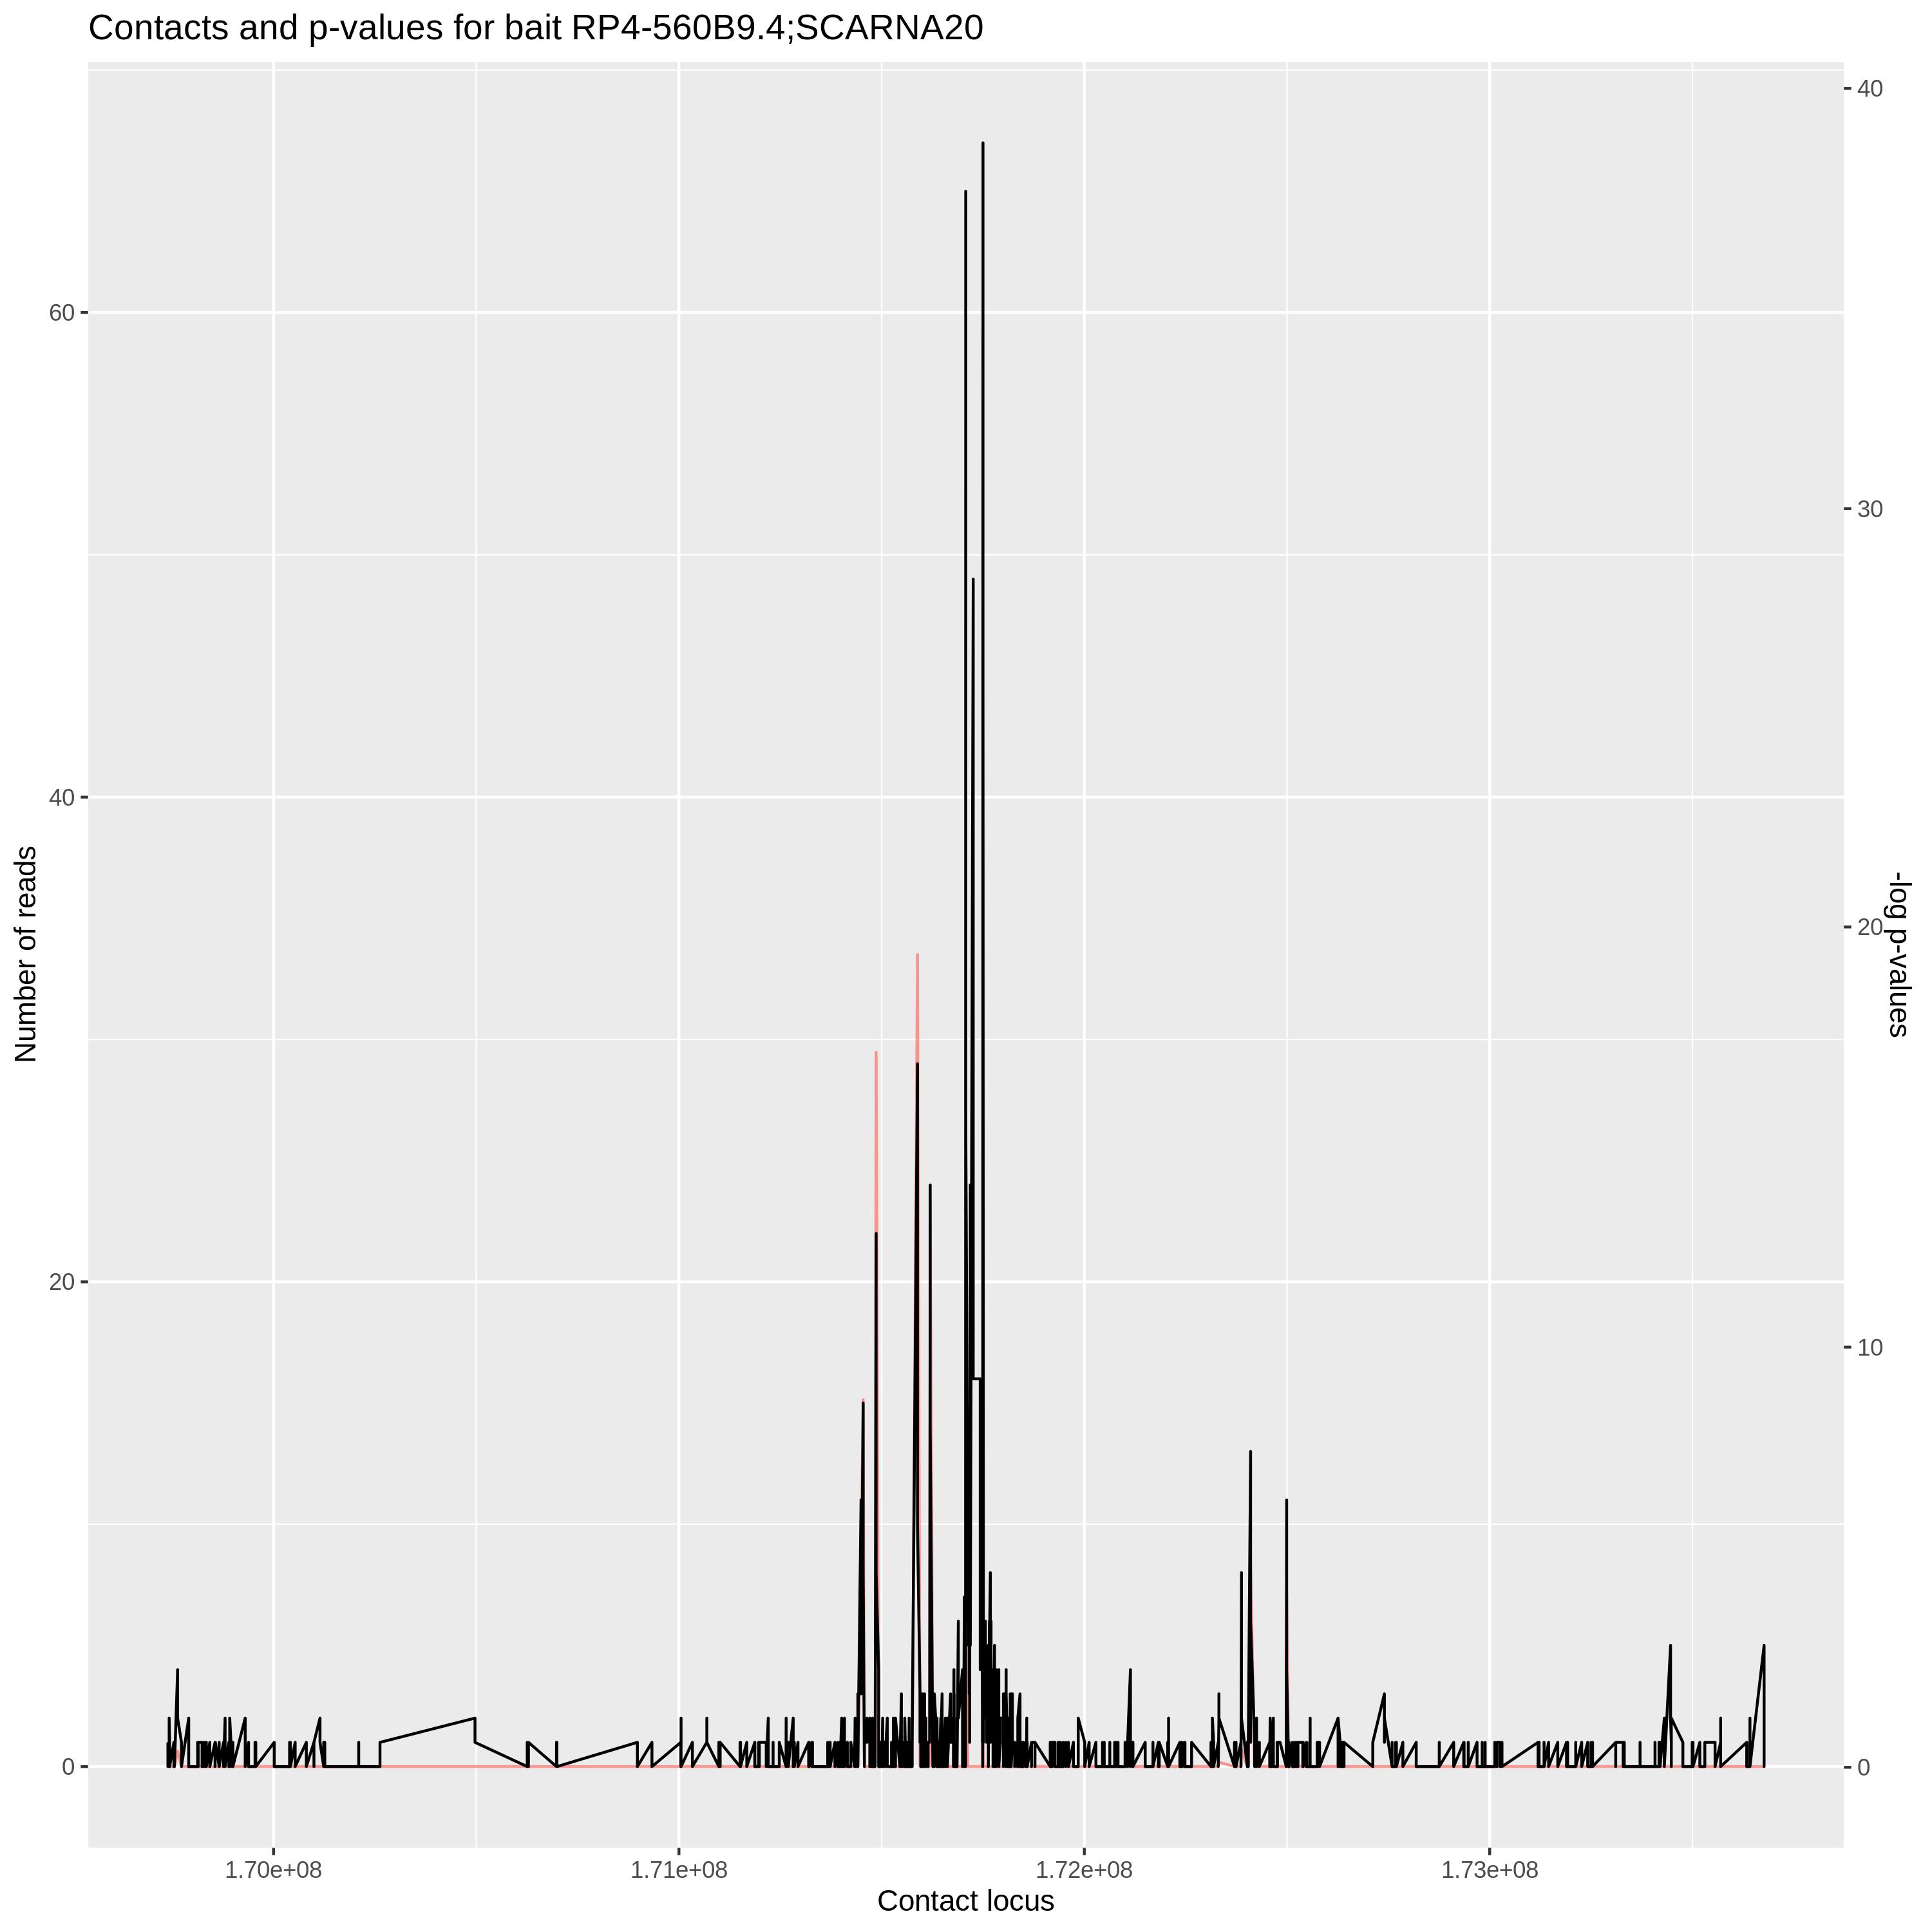 Contacts and p-values for bait RP4-560B9.4;SCARNA20
Number of reads
60
40
20
0
40
30
20
10
0
-log p-values
1.70e+08
1.71e+08
1.72e+08
1.73e+08
Contact locus